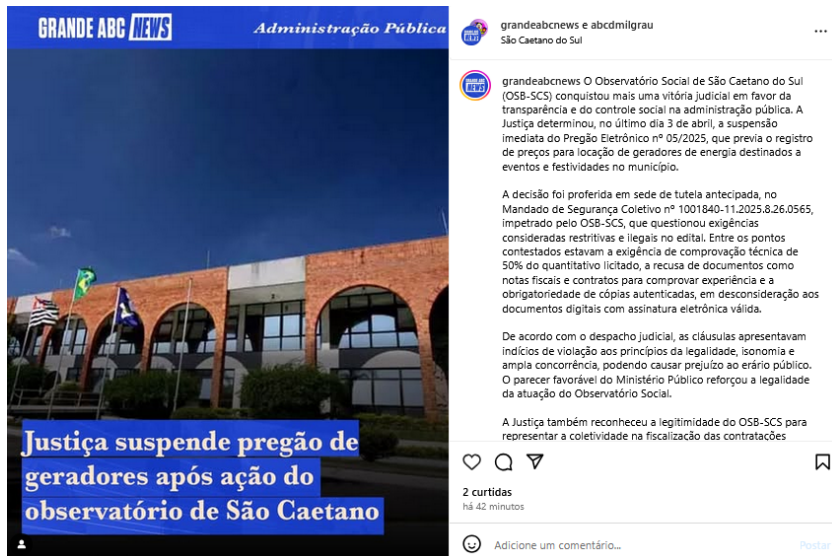 GRANDE ABC NEWS
Administração Pública
Justiça suspende pregão de
geradores após ação do
observatório de São Caetano
grandeabcnews e abcdmilgrau
São Caetano do Sul
grandeabcnews O Observatório Social de São Caetano do Sul
(OSB-SCS) conquistou mais uma vitória judicial em favor da
transparência e do controle social na administração pública. A
Justiça determinou, no último dia 3 de abril, a suspensão
imediata do Pregão Eletrônico nº 05/2025, que previa o registro
de preços para locação de geradores de energia destinados a
eventos e festividades no município.
A decisão foi proferida em sede de tutela antecipada, no
Mandado de Segurança Coletivo nº 1001840-11.2025.8.26.0565,
impetrado pelo OSB-SCS, que questionou exigências
consideradas restritivas e ilegais no edital. Entre os pontos
contestados estavam a exigência de comprovação técnica de
50% do quantitativo licitado, a recusa de documentos como
notas fiscais e contratos para comprovar experiência e a
obrigatoriedade de cópias autenticadas, em desconsideração aos
documentos digitais com assinatura eletrônica válida.
De acordo com o despacho judicial, as cláusulas apresentavam
indícios de violação aos princípios da legalidade, isonomia e
ampla concorrência, podendo causar prejuízo ao erário público.
O parecer favorável do Ministério Público reforçou a legalidade
da atuação do Observatório Social.
A Justiça também reconheceu a legitimidade do OSB-SCS para
representar a coletividade na fiscalização das contratações
2 curtidas
há 42 minutos
Adicione um comentário...
Postar